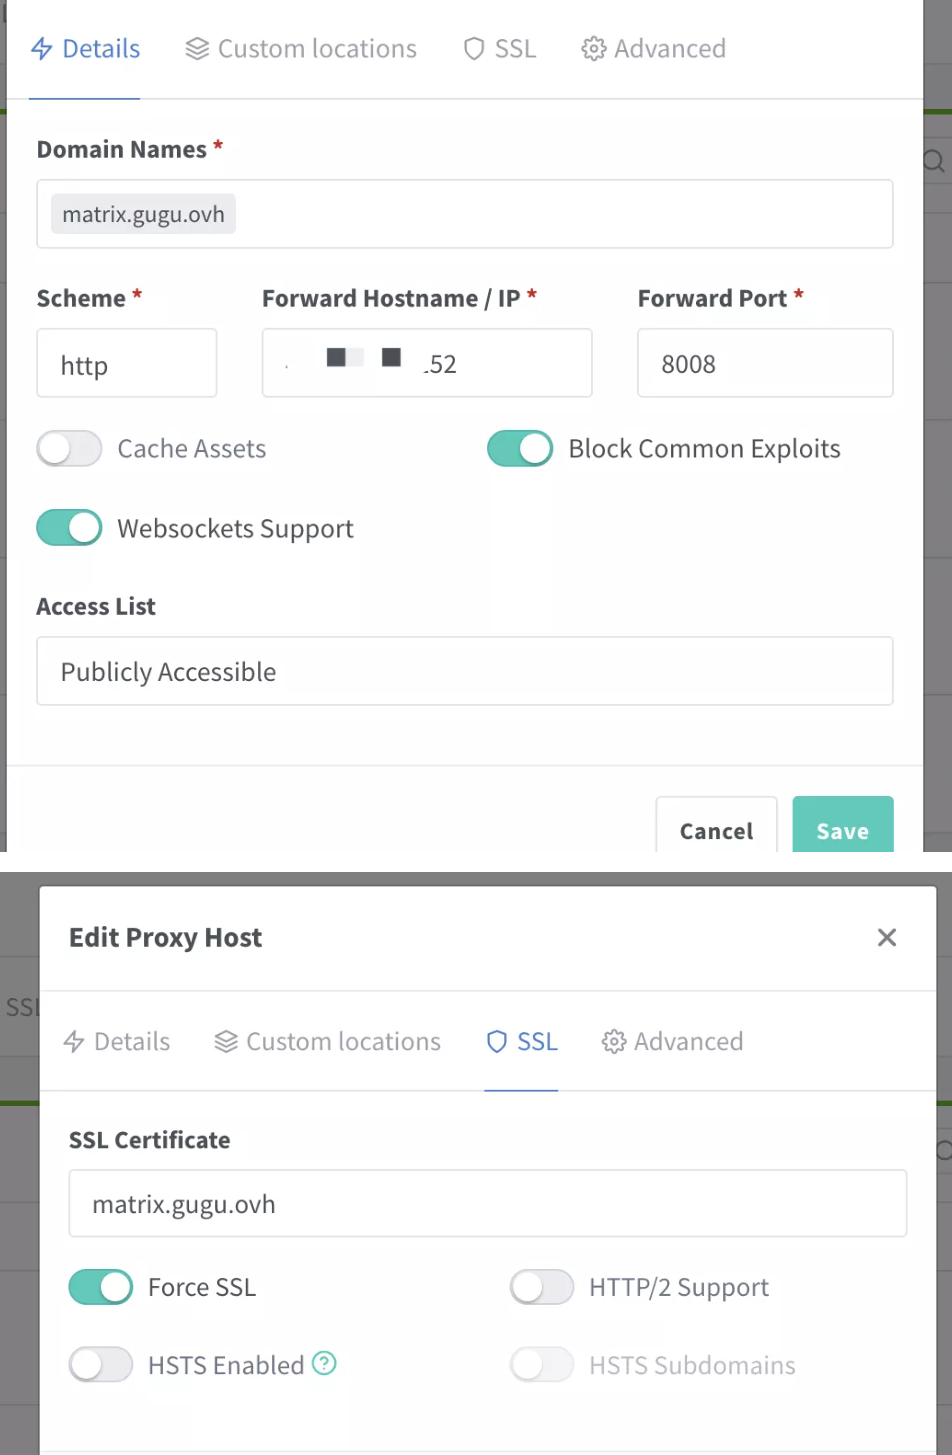 Details Custom locations SSL Advanced
Domain Names *
matrix.gugu.ovh
Scheme * Forward Hostname / IP * Forward Port *
http .52 8008
Cache Assets Block Common Exploits
Websockets Support
Access List
Publicly Accessible
Cancel Save
Edit Proxy Host ×
SSL
Details Custom locations SSL Advanced
SSL Certificate
matrix.gugu.ovh
Force SSL HTTP/2 Support
HSTS Enabled ? HSTS Subdomains